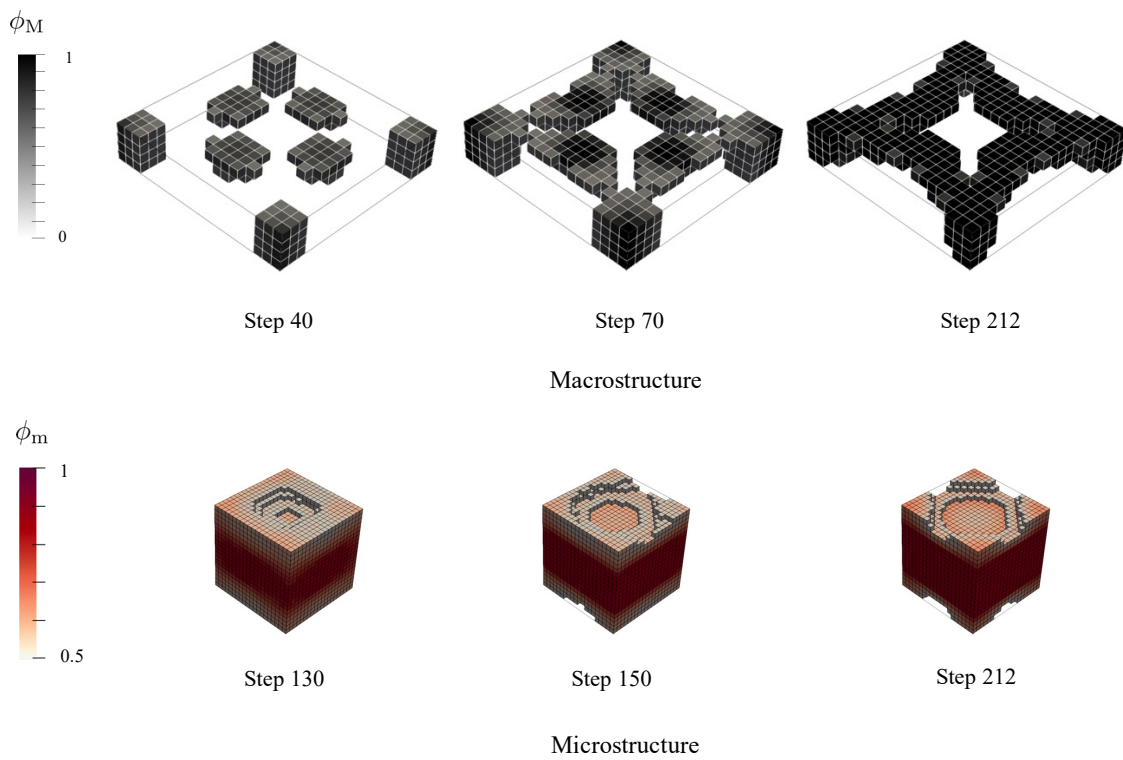 ϕM
1
0
Step 40
Step 70
Step 212
Macrostructure
ϕm
1
0.5
Step 130
Step 150
Step 212
Microstructure